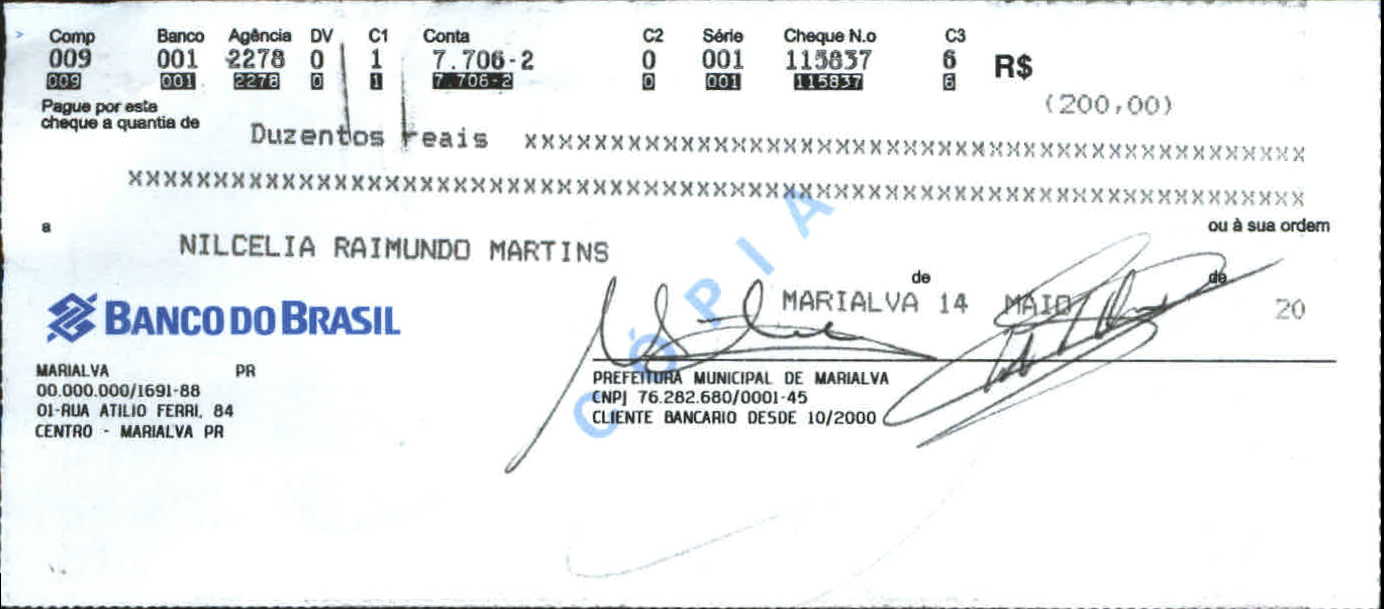 Comp Banco Agência DV C1 Conta C2 Série Cheque N.o C3
009 001 2278 0 1 7.706-2 0 001 115837 6 R$
009 001 2278 0 1 7.706-2 0 001 115837 6
(200,00)
Pague por este
cheque a quantia de
Duzentos reais xxxxxxxxxxxxxxxxxxxxxxxxxxxxxxxxxxxxxxxxxxxxxxxxxxxxxx
xxxxxxxxxxxxxxxxxxxxxxxxxxxxxxxxxxxxxxxxxxxxxxxxxxxxxxxxxxxxxxxxxxxxxxxxxxxxxxxx
a
NILCELIA RAIMUNDO MARTINS
ou à sua ordem
de de
MARIALVA 14 MAIO 20
BANCO DO BRASIL
CÓPIA
MARIALVA PR
00.000.000/1691-88
01-RUA ATILIO FERRI, 84
CENTRO - MARIALVA PR
PREFEITURA MUNICIPAL DE MARIALVA
CNPJ 76.282.680/0001-45
CLIENTE BANCARIO DESDE 10/2000